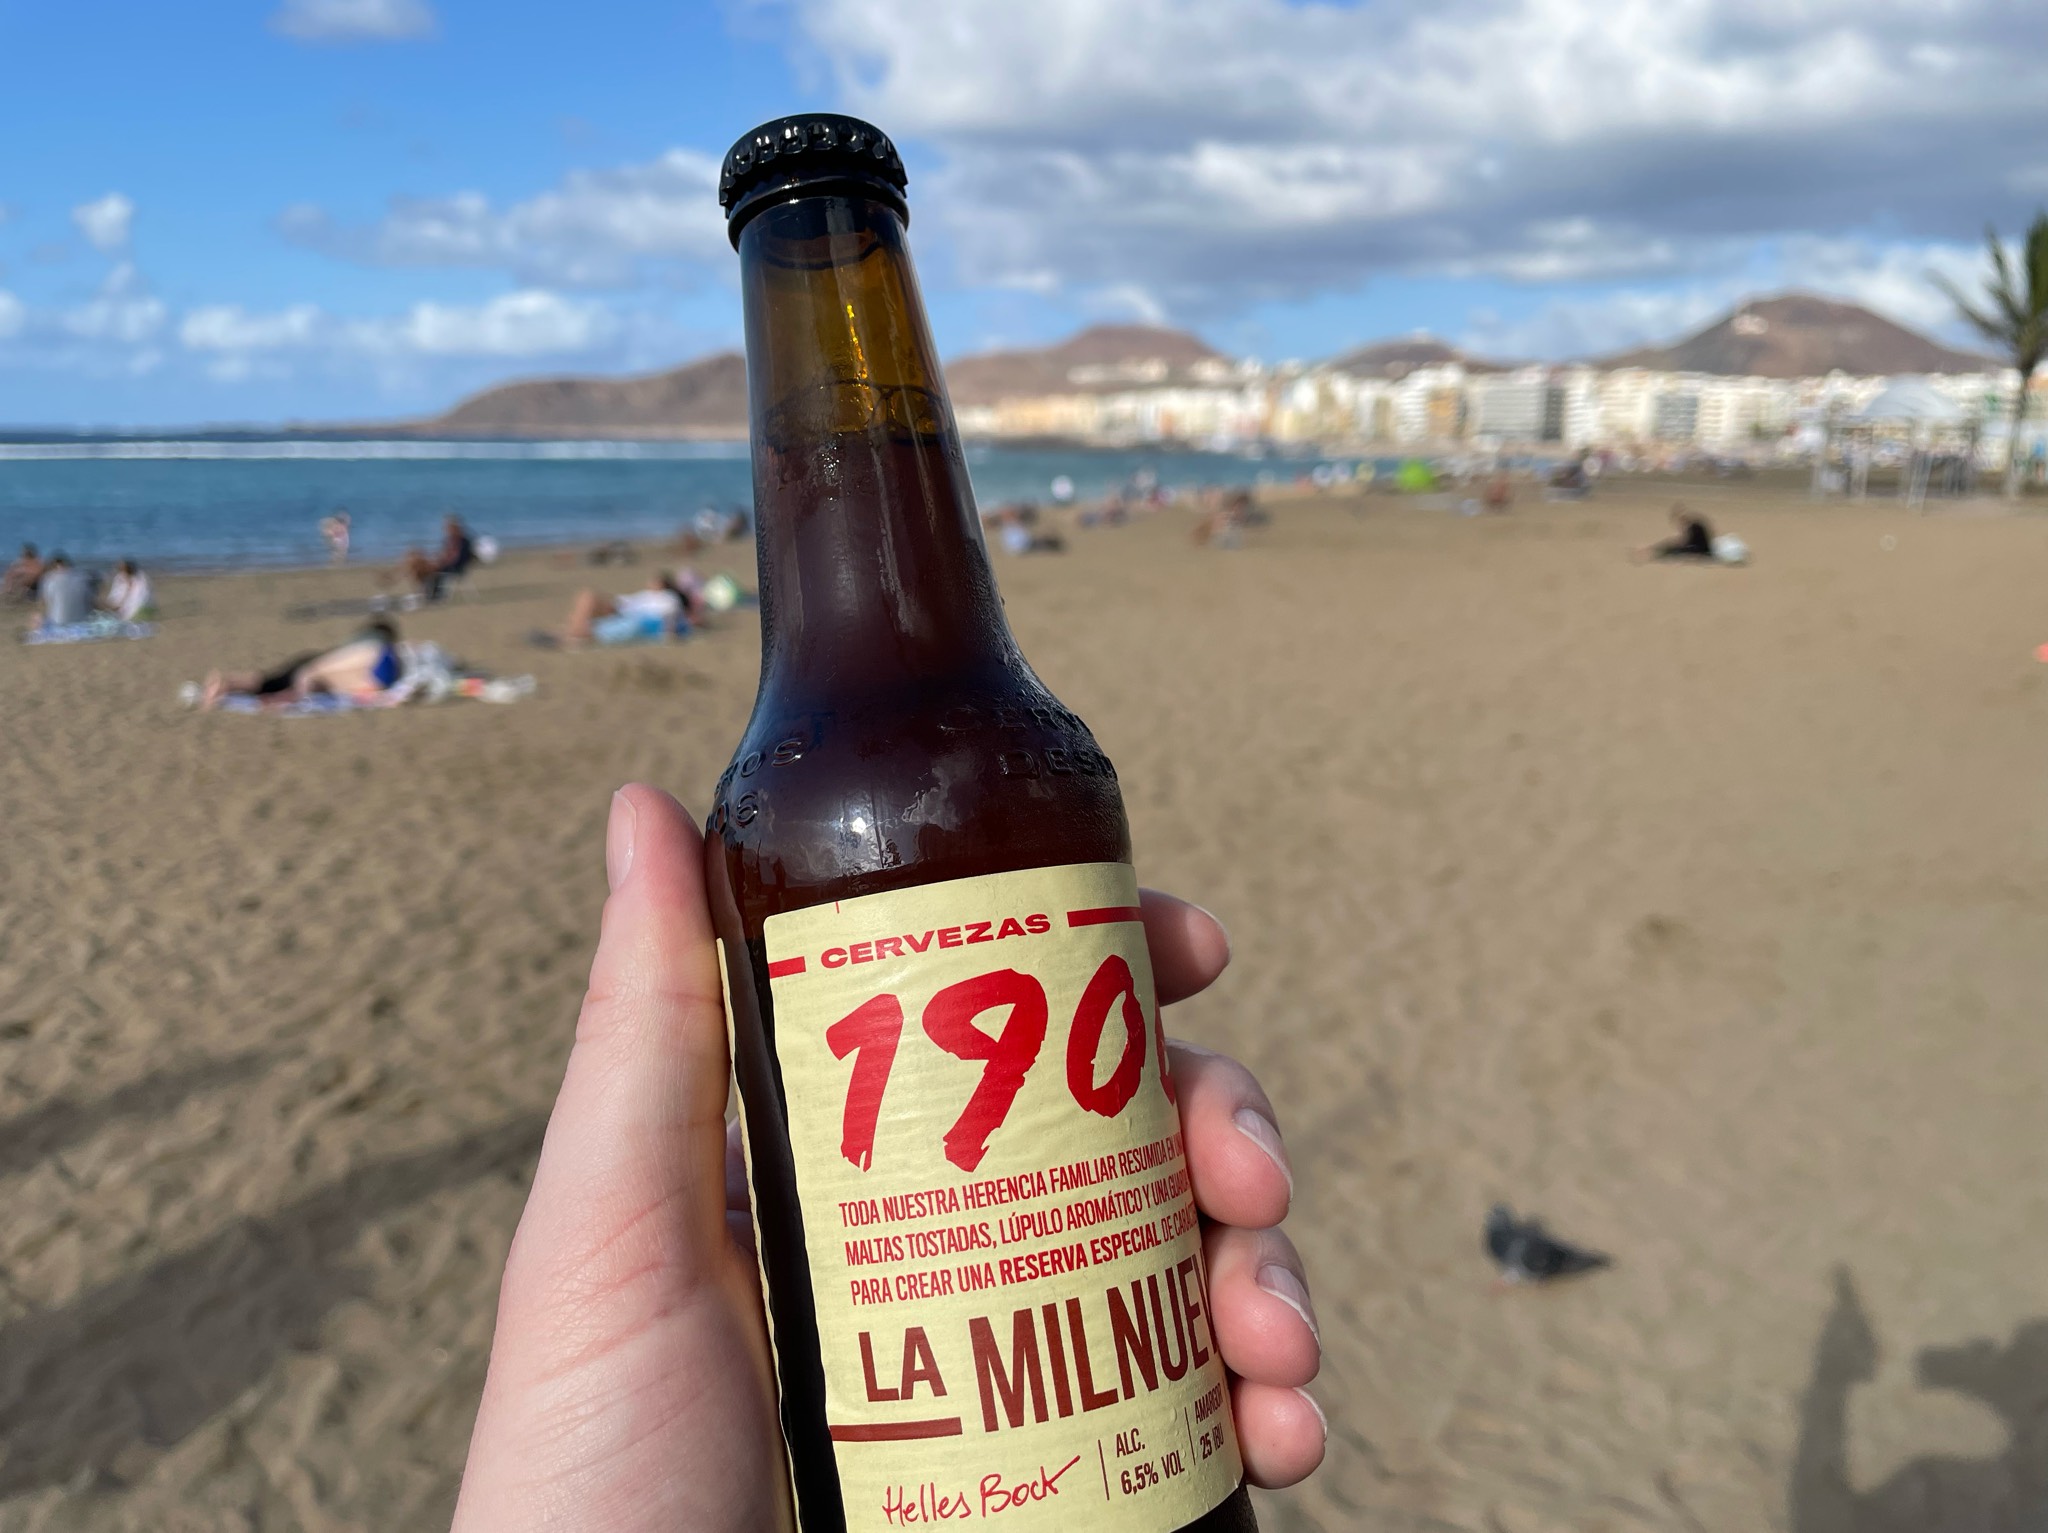 CERVEZAS
190
TODA NUESTRA HERENCIA FAMILIAR RESUMIDA EN
MALTAS TOSTADAS, LÚPULO AROMÁTICO Y UNA
PARA CREAR UNA RESERVA ESPECIAL DE
LA MILNUEV
Helles Bock
ALC.
6,5% VOL
AMARGOR
25 IBU